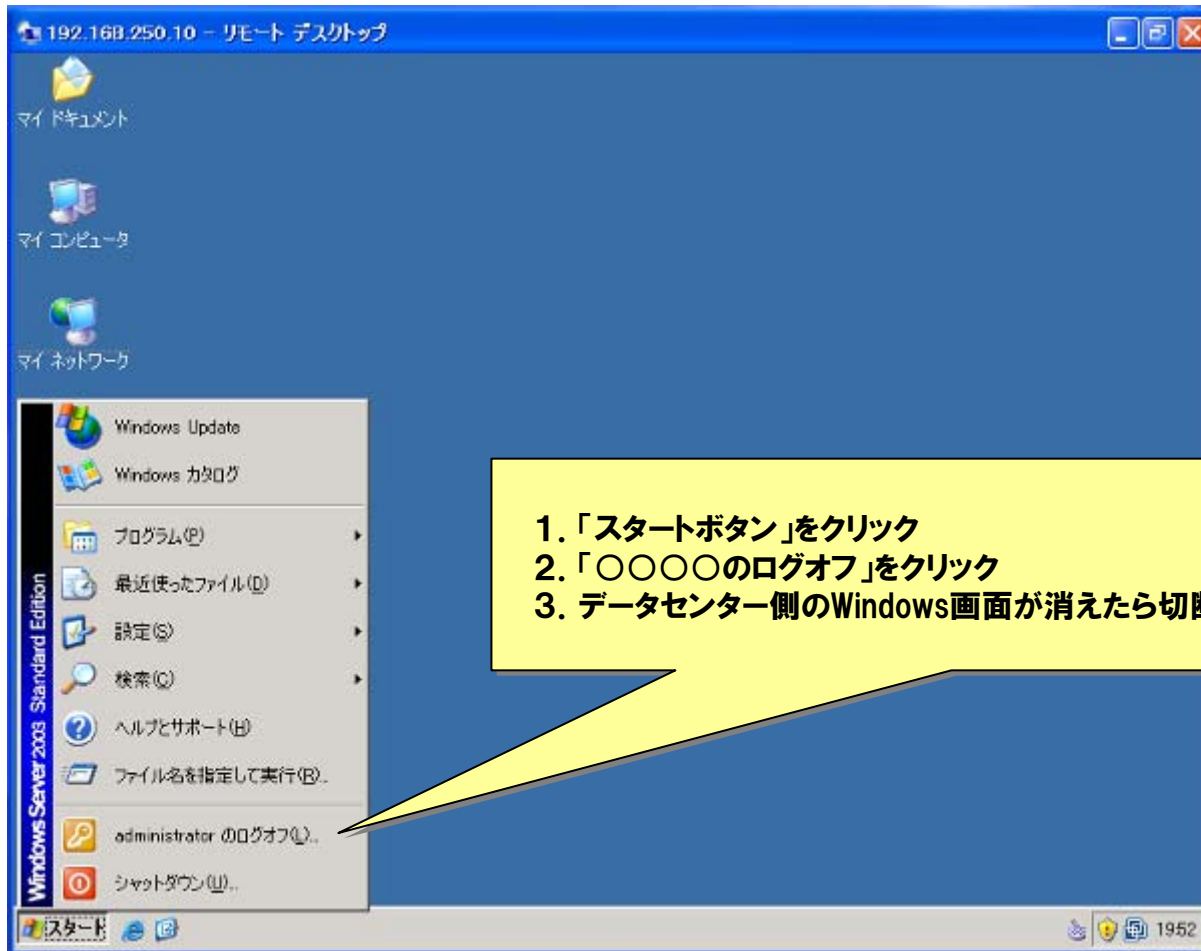 192.168.250.10 - リモート デスクトップ
マイ ドキュメント
マイ コンピュータ
マイ ネットワーク
Windows Server 2003 Standard Edition
Windows Update
Windows カタログ
プログラム(P)
最近使ったファイル(D)
設定(S)
検索(C)
ヘルプとサポート(H)
ファイル名を指定して実行(R)...
administrator のログオフ(L)...
シャットダウン(U)...
1. 「スタートボタン」をクリック
2. 「○○○○のログオフ」をクリック
3. データセンター側のWindows画面が消えたら切
スタート
19:52